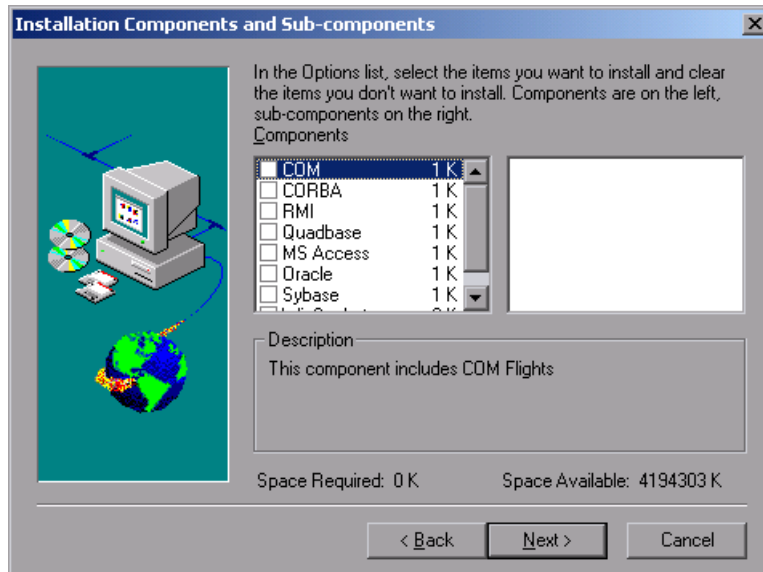 Installation Components and Sub-components
In the Options list, select the items you want to install and clear
the items you don't want to install. Components are on the left,
sub-components on the right.
Components
COM 1 K
CORBA 1 K
RMI 1 K
Quadbase 1 K
MS Access 1 K
Oracle 1 K
Sybase 1 K
Description
This component includes COM Flights
Space Required: 0 K Space Available: 4194303 K
< Back Next > Cancel